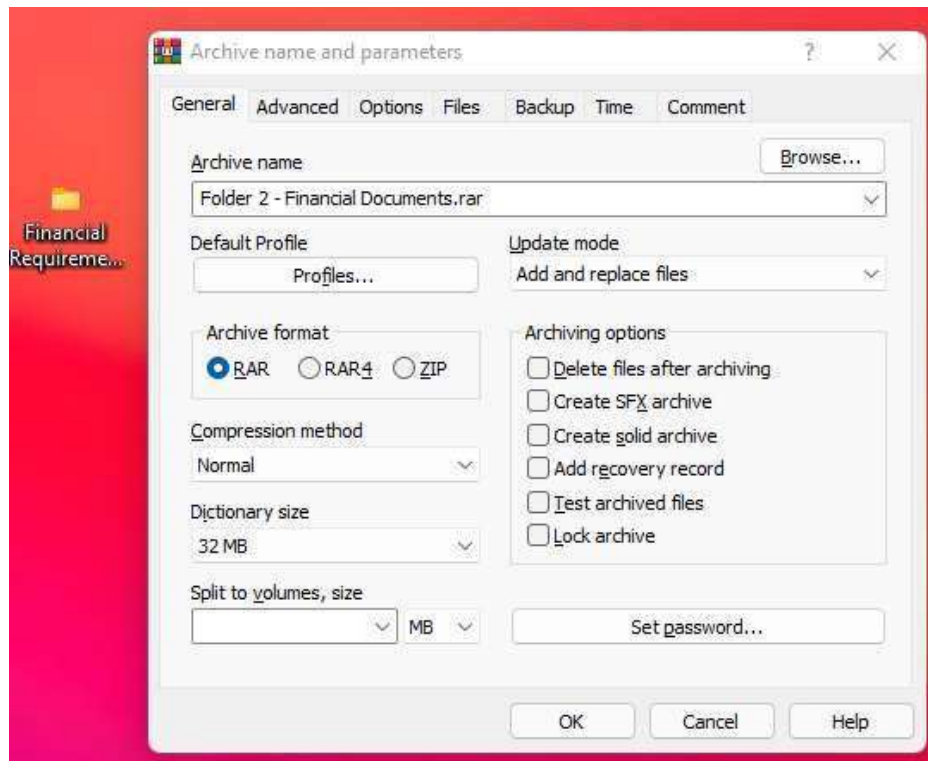 Archive name and parameters
General Advanced Options Files Backup Time Comment
Archive name
Browse...
Folder 2 - Financial Documents.rar
Financial
Requireme...
Default Profile
Profiles...
Update mode
Add and replace files
Archive format
RAR RAR4 ZIP
Compression method
Normal
Dictionary size
32 MB
Split to volumes, size
MB
Archiving options
Delete files after archiving
Create SFX archive
Create solid archive
Add recovery record
Test archived files
Lock archive
Set password...
OK Cancel Help